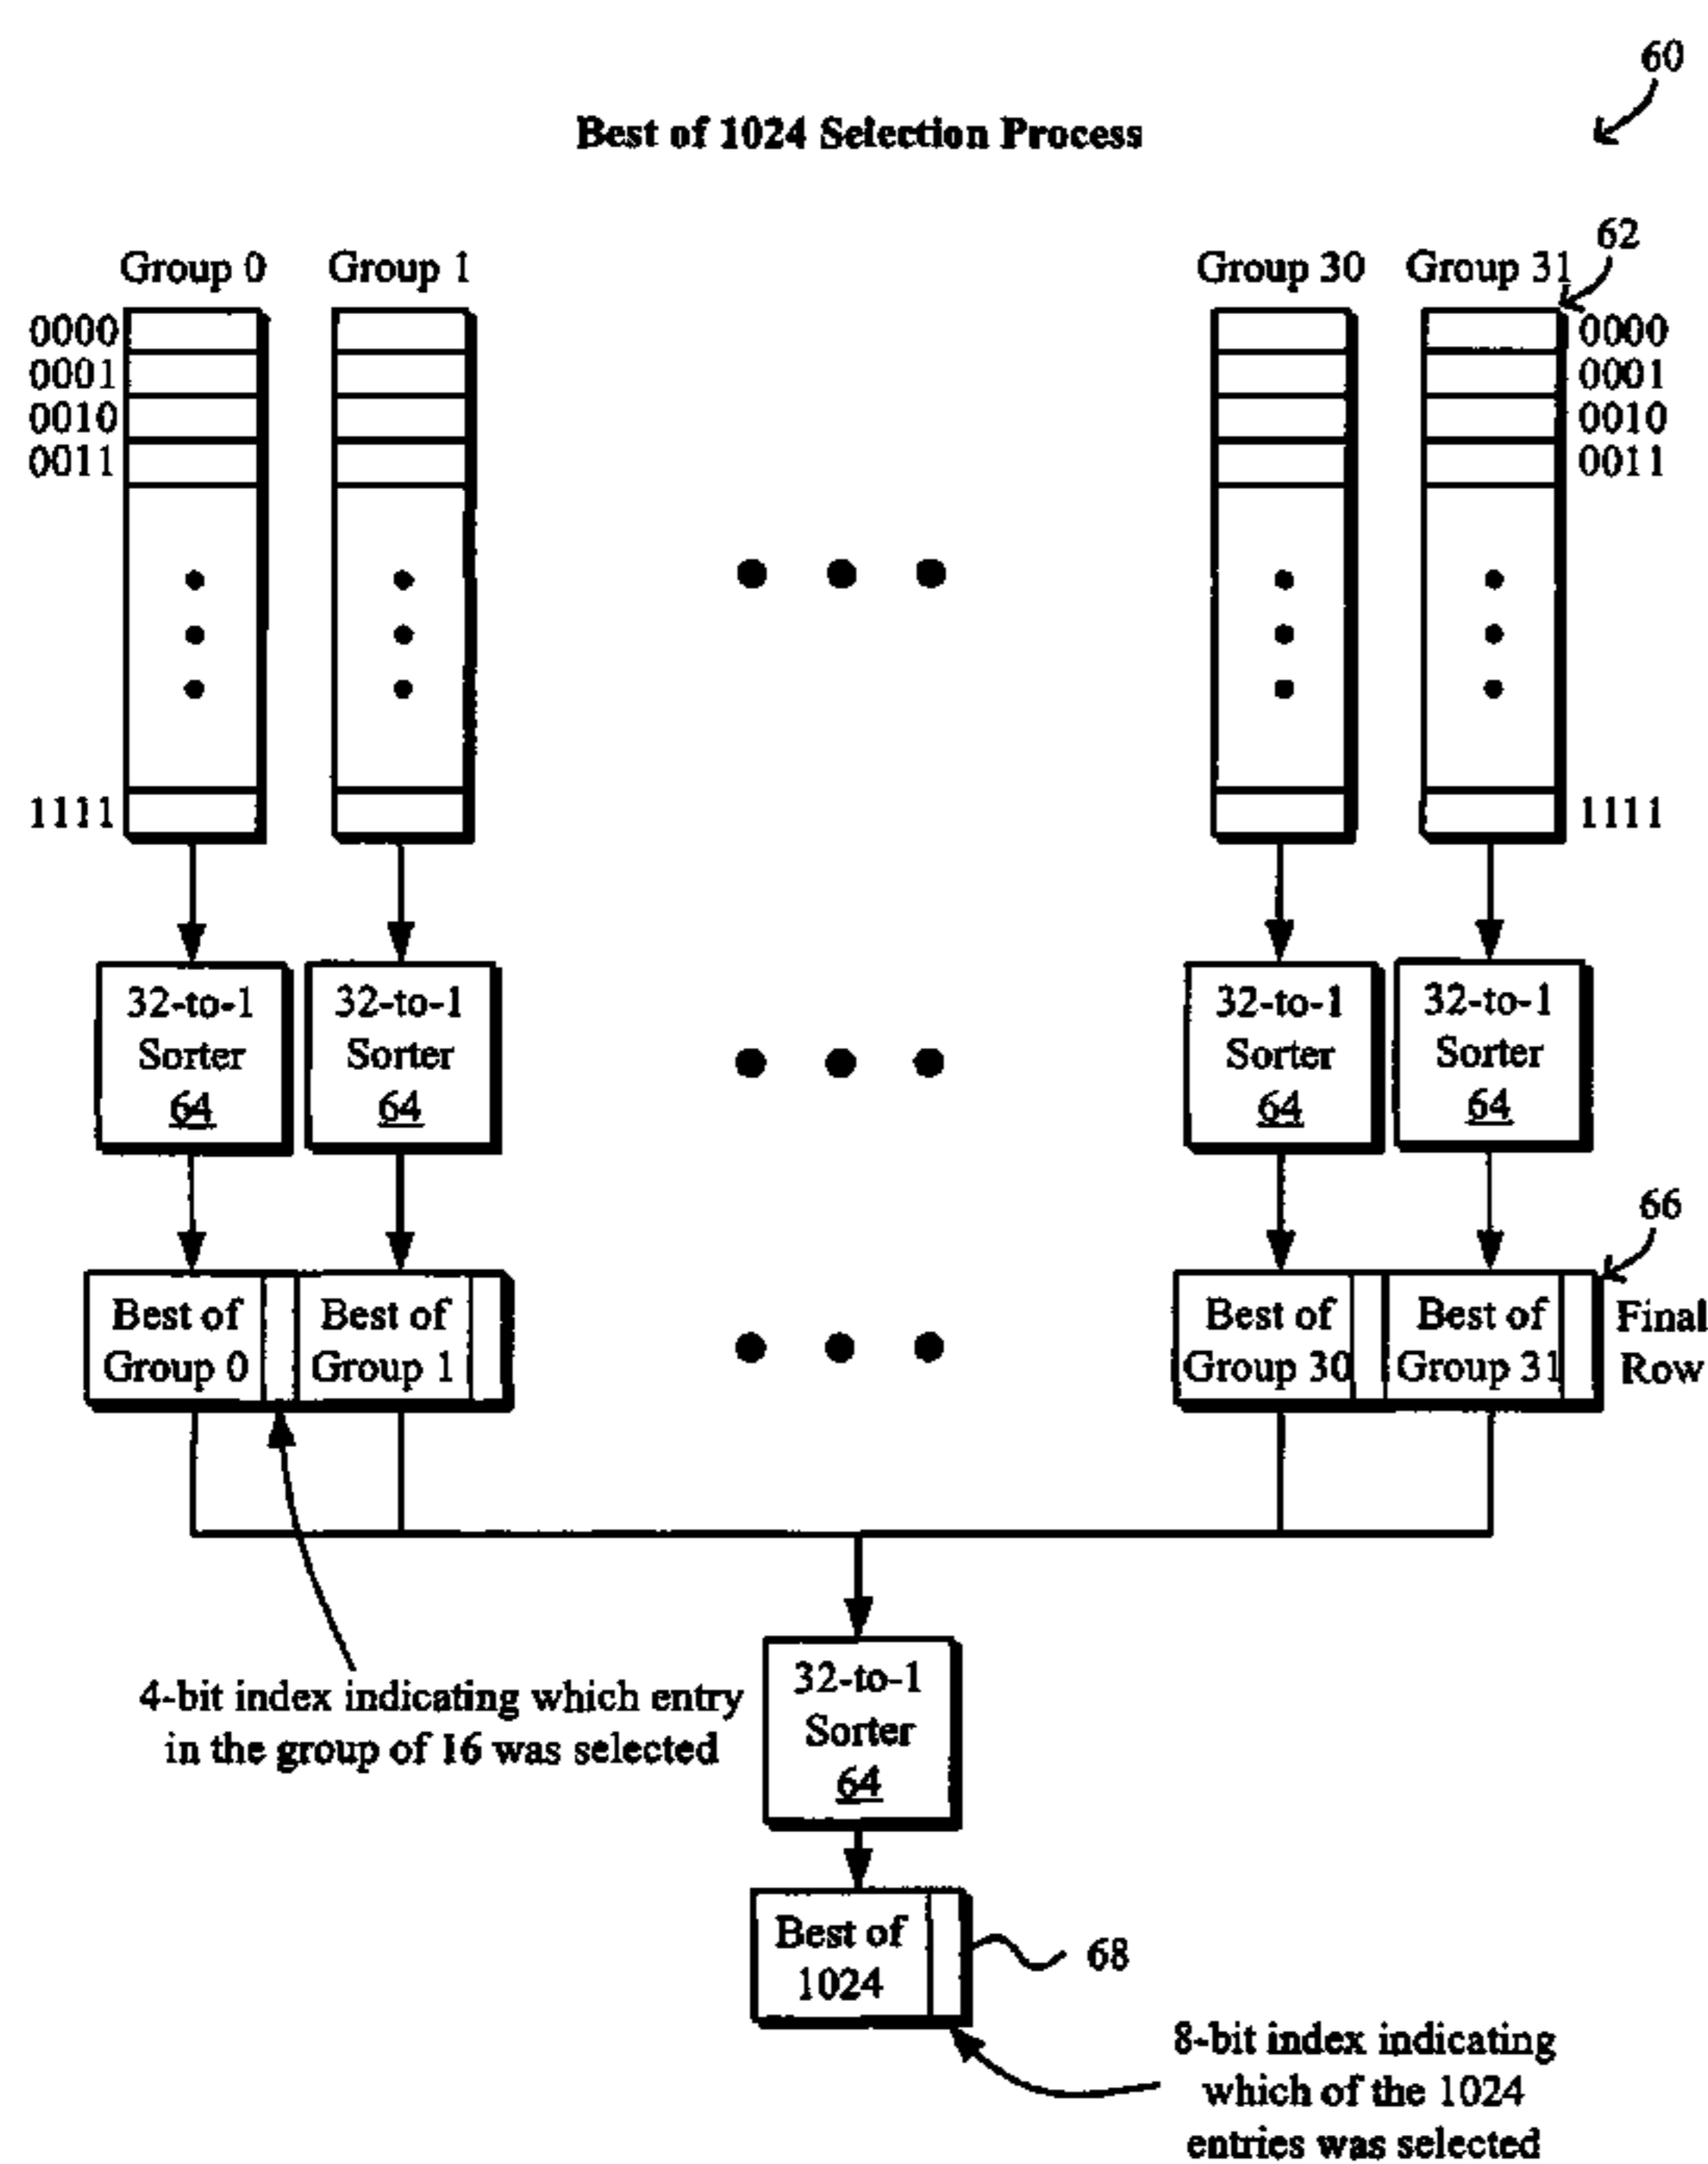 60
Best of 1024 Selection Process
62
Group 0 Group 1 Group 30 Group 31
0000 0000
0001 0001
0010 0010
0011 0011
1111 1111
32-to-1 32-to-1 32-to-1 32-to-1
Sorter Sorter Sorter Sorter
64 64 64 64
66
Best of Best of Best of Best of Final
Group 0 Group 1 Group 30 Group 31 Row
4-bit index indicating which entry
in the group of 16 was selected
32-to-1
Sorter
64
Best of
1024
68
8-bit index indicating
which of the 1024
entries was selected